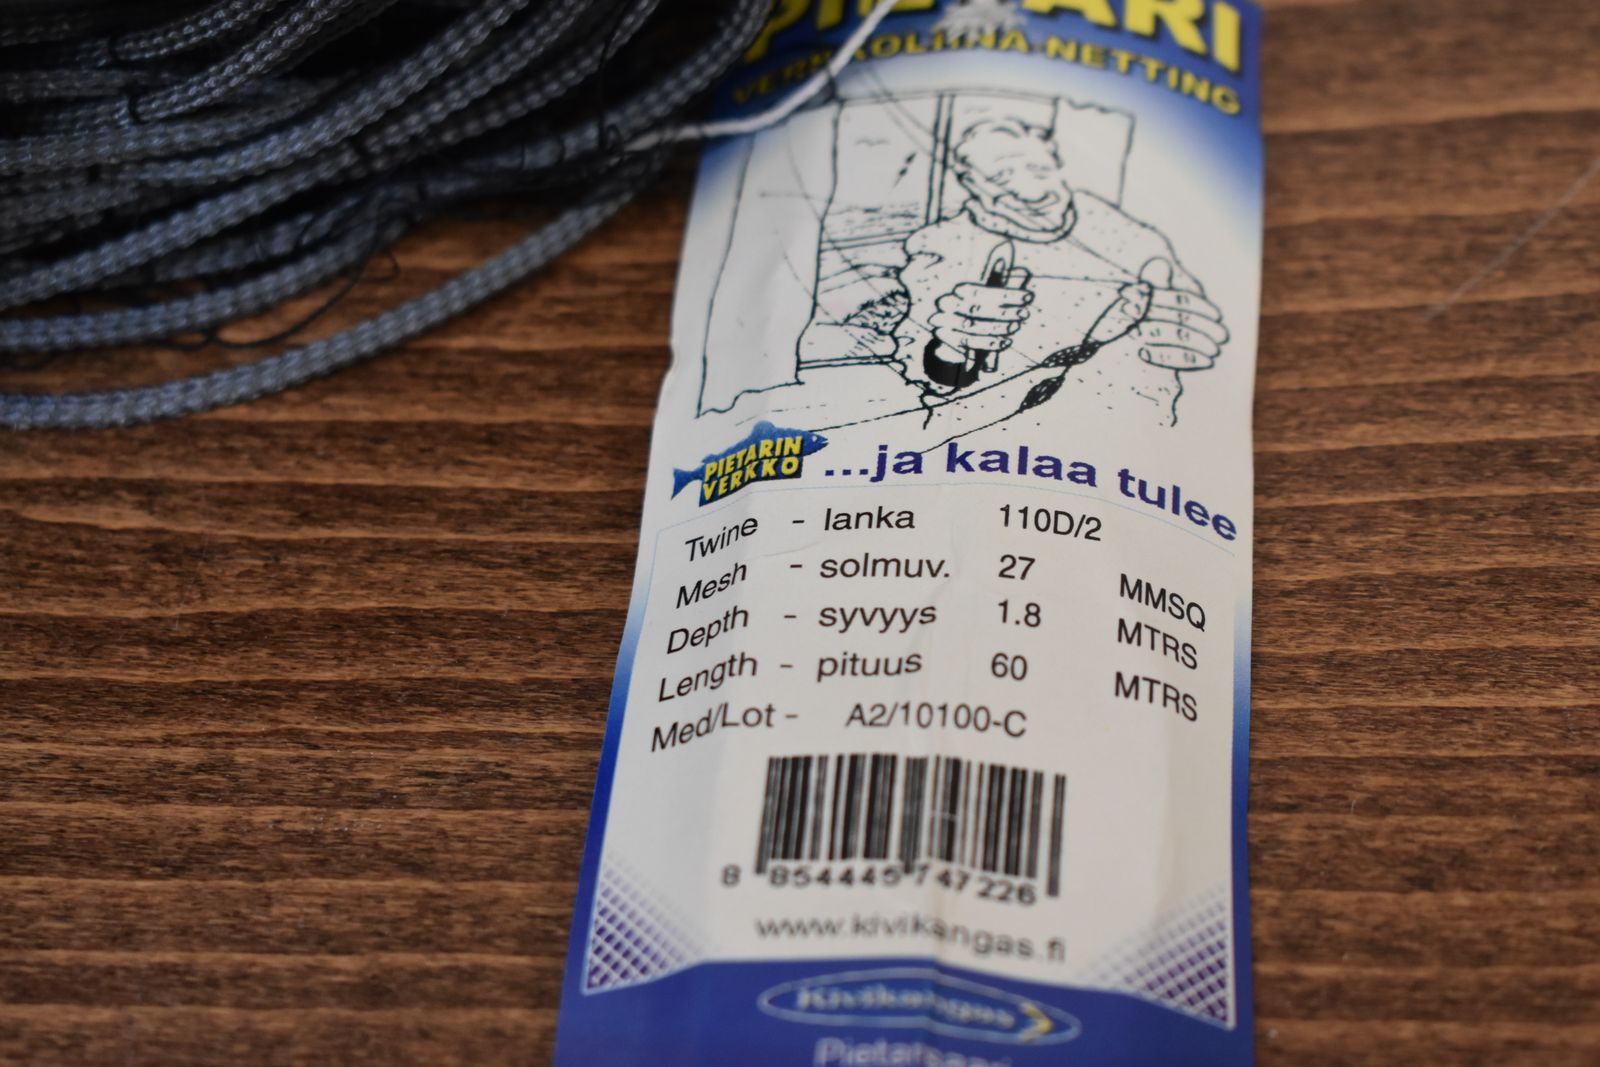 PIETARI
VERKKOLIINA-NETTING
PIETARIN
VERKKO
...ja kalaa tulee
Twine - lanka 110D/2
Mesh - solmuv. 27 MMSQ
Depth - syvyys 1.8 MTRS
Length - pituus 60 MTRS
Med/Lot - A2/10100-C
8 854445 747226
www.kivikangas.fi
Kivikangas
Pietarsaari